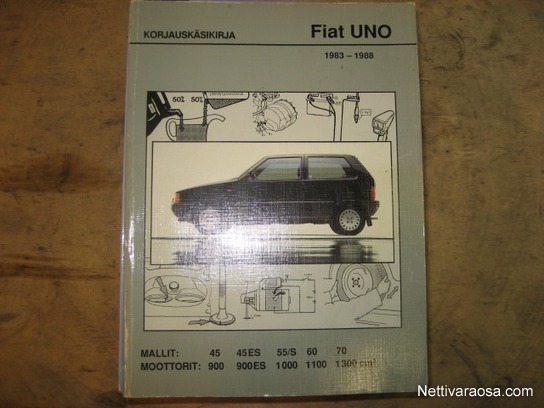 KORJAUSKÄSIKIRJA
Fiat UNO
1983 – 1988
50% 50%
MALLIT: 45 45ES 55/S 60 70
MOOTTORIT: 900 900ES 1000 1100 1300 cm³
Nettivaraosa.com